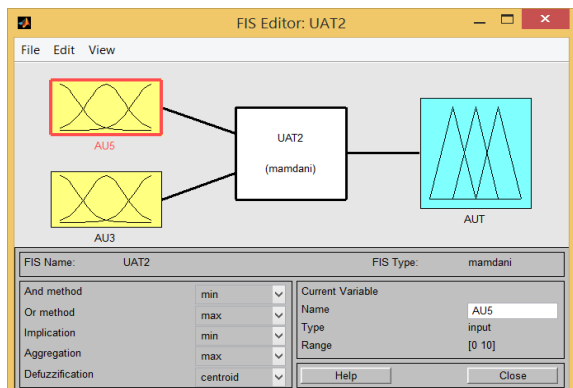 FIS Editor: UAT2
File Edit View
AU5
UAT2
(mamdani)
AU3
AUT
FIS Name: UAT2 FIS Type: mamdani
And method min
Or method max
Implication min
Aggregation max
Defuzzification centroid
Current Variable
Name AU5
Type input
Range [0 10]
Help Close